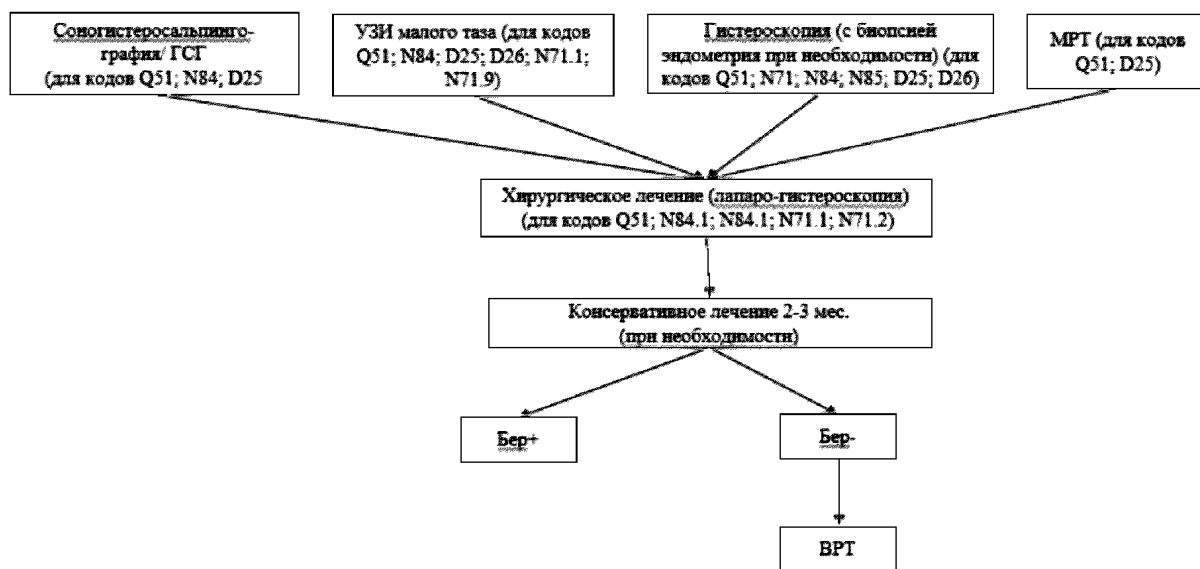 Соногистеросальпинго-
графия/ ГСГ
(для кодов Q51; N84; D25
УЗИ малого таза (для кодов
Q51; N84; D25; D26; N71.1;
N71.9)
Гистероскопия (с биопсией
эндометрия при необходимости) (для
кодов Q51; N71; N84; N85; D25; D26)
МРТ (для кодов
Q51; D25)
Хирургическое лечение (лапаро-гистероскопия)
(для кодов Q51; N84.1; N84.1; N71.1; N71.2)
Консервативное лечение 2-3 мес.
(при необходимости)
Бер+
Бер-
ВРТ